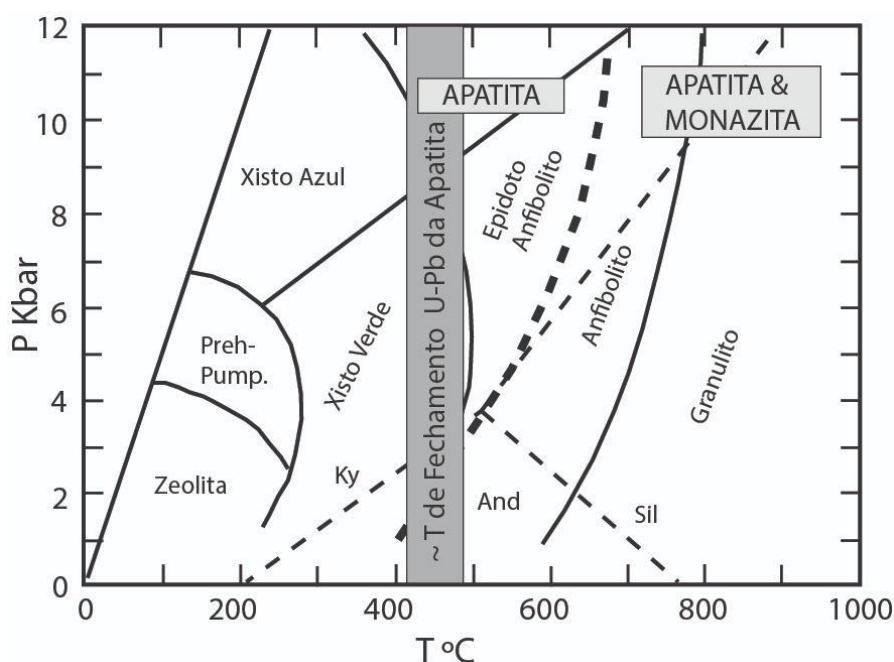 12
10
8
6
4
2
0
P Kbar
APATITA
APATITA &
MONAZITA
Xisto Azul
~ T de Fechamento U-Pb da Apatita
Epidoto
Anfibolito
Preh-
Pump.
Xisto Verde
Anfibolito
Granulito
Zeolita
Ky
And
Sil
0
200
400
600
800
1000
T ºC